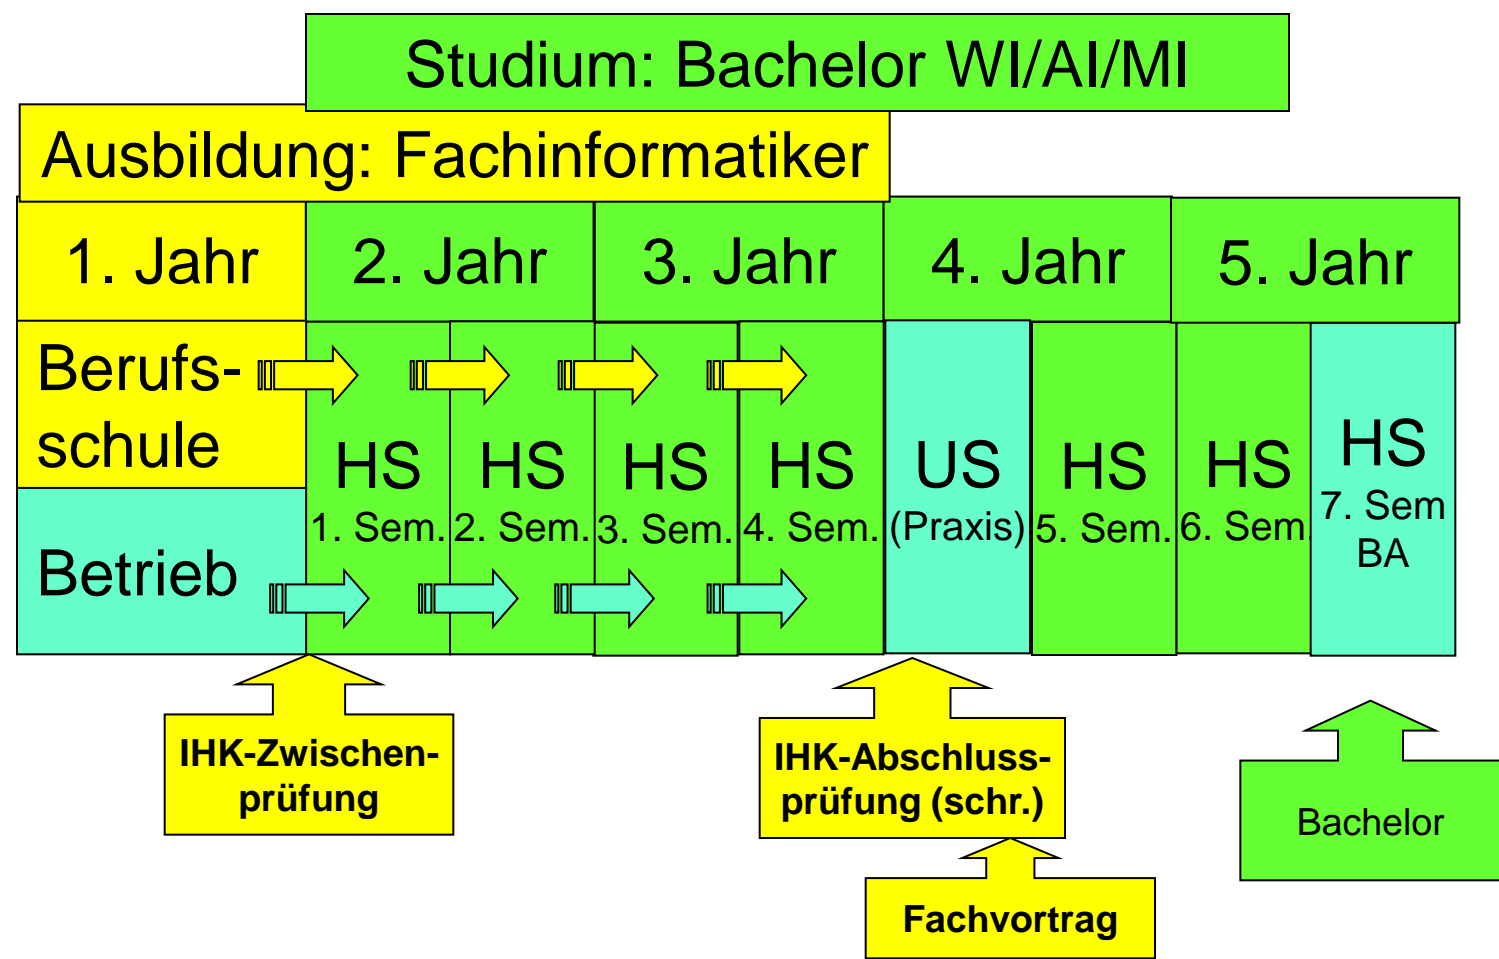 Studium: Bachelor WI/AI/MI
Ausbildung: Fachinformatiker
1. Jahr
2. Jahr
3. Jahr
4. Jahr
5. Jahr
Berufs-
schule
Betrieb
HS
1. Sem.
HS
2. Sem.
HS
3. Sem.
HS
4. Sem.
US
(Praxis)
HS
5. Sem.
HS
6. Sem.
HS
7. Sem
BA
IHK-Zwischen-
prüfung
IHK-Abschluss-
prüfung (schr.)
Fachvortrag
Bachelor